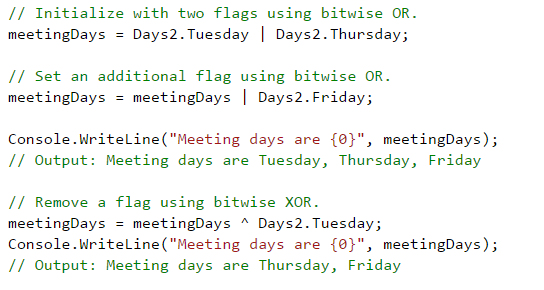 // Initialize with two flags using bitwise OR.
meetingDays = Days2.Tuesday | Days2.Thursday;
// Set an additional flag using bitwise OR.
meetingDays = meetingDays | Days2.Friday;
Console.WriteLine("Meeting days are {0}", meetingDays);
// Output: Meeting days are Tuesday, Thursday, Friday
// Remove a flag using bitwise XOR.
meetingDays = meetingDays ^ Days2.Tuesday;
Console.WriteLine("Meeting days are {0}", meetingDays);
// Output: Meeting days are Thursday, Friday